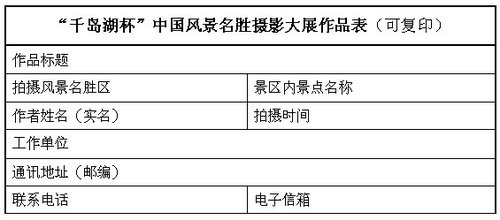 “千岛湖杯”中国风景名胜摄影大展作品表（可复印）
作品标题
拍摄风景名胜区 景区内景点名称
作者姓名（实名） 拍摄时间
工作单位
通讯地址（邮编）
联系电话 电子信箱